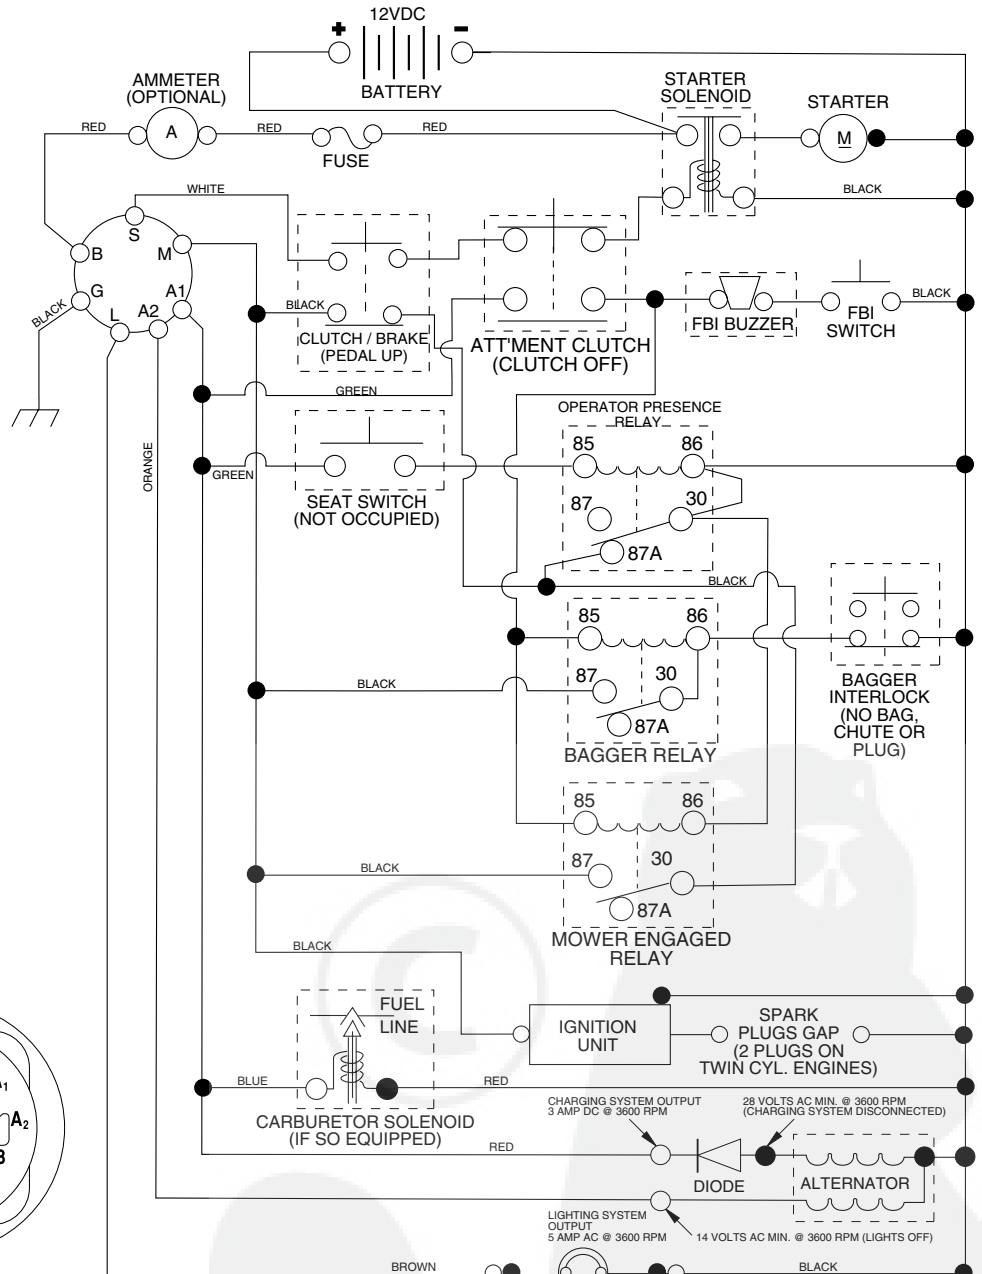 12VDC
+
-
BATTERY
AMMETER
(OPTIONAL)
STARTER
SOLENOID
STARTER
RED
A
RED
RED
M
FUSE
WHITE
BLACK
S
B
M
G
A1
L
A2
BLACK
BLACK
CLUTCH / BRAKE
(PEDAL UP)
ATT'MENT CLUTCH
(CLUTCH OFF)
FBI BUZZER
FBI
SWITCH
BLACK
GREEN
OPERATOR PRESENCE
RELAY
85
86
ORANGE
GREEN
SEAT SWITCH
(NOT OCCUPIED)
87
30
87A
BLACK
85
86
BLACK
87
30
87A
BAGGER RELAY
BAGGER
INTERLOCK
(NO BAG,
CHUTE OR
PLUG)
85
86
BLACK
87
30
87A
MOWER ENGAGED
RELAY
BLACK
FUEL
LINE
IGNITION
UNIT
SPARK
PLUGS GAP
(2 PLUGS ON
TWIN CYL. ENGINES)
BLUE
RED
CARBURETOR SOLENOID
(IF SO EQUIPPED)
CHARGING SYSTEM OUTPUT
3 AMP DC @ 3600 RPM
28 VOLTS AC MIN. @ 3600 RPM
(CHARGING SYSTEM DISCONNECTED)
RED
DIODE
ALTERNATOR
LIGHTING SYSTEM
OUTPUT
5 AMP AC @ 3600 RPM
14 VOLTS AC MIN. @ 3600 RPM (LIGHTS OFF)
BROWN
BLACK
A1
A2
B
©